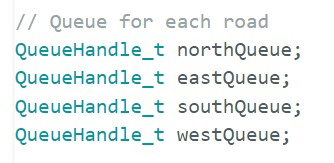 // Queue for each road
QueueHandle_t northQueue;
QueueHandle_t eastQueue;
QueueHandle_t southQueue;
QueueHandle_t westQueue;